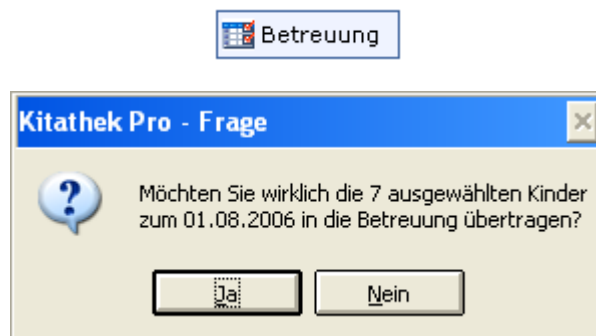 Betreuung
Kitathek Pro - Frage
Möchten Sie wirklich die 7 ausgewählten Kinder
zum 01.08.2006 in die Betreuung übertragen?
Ja
Nein